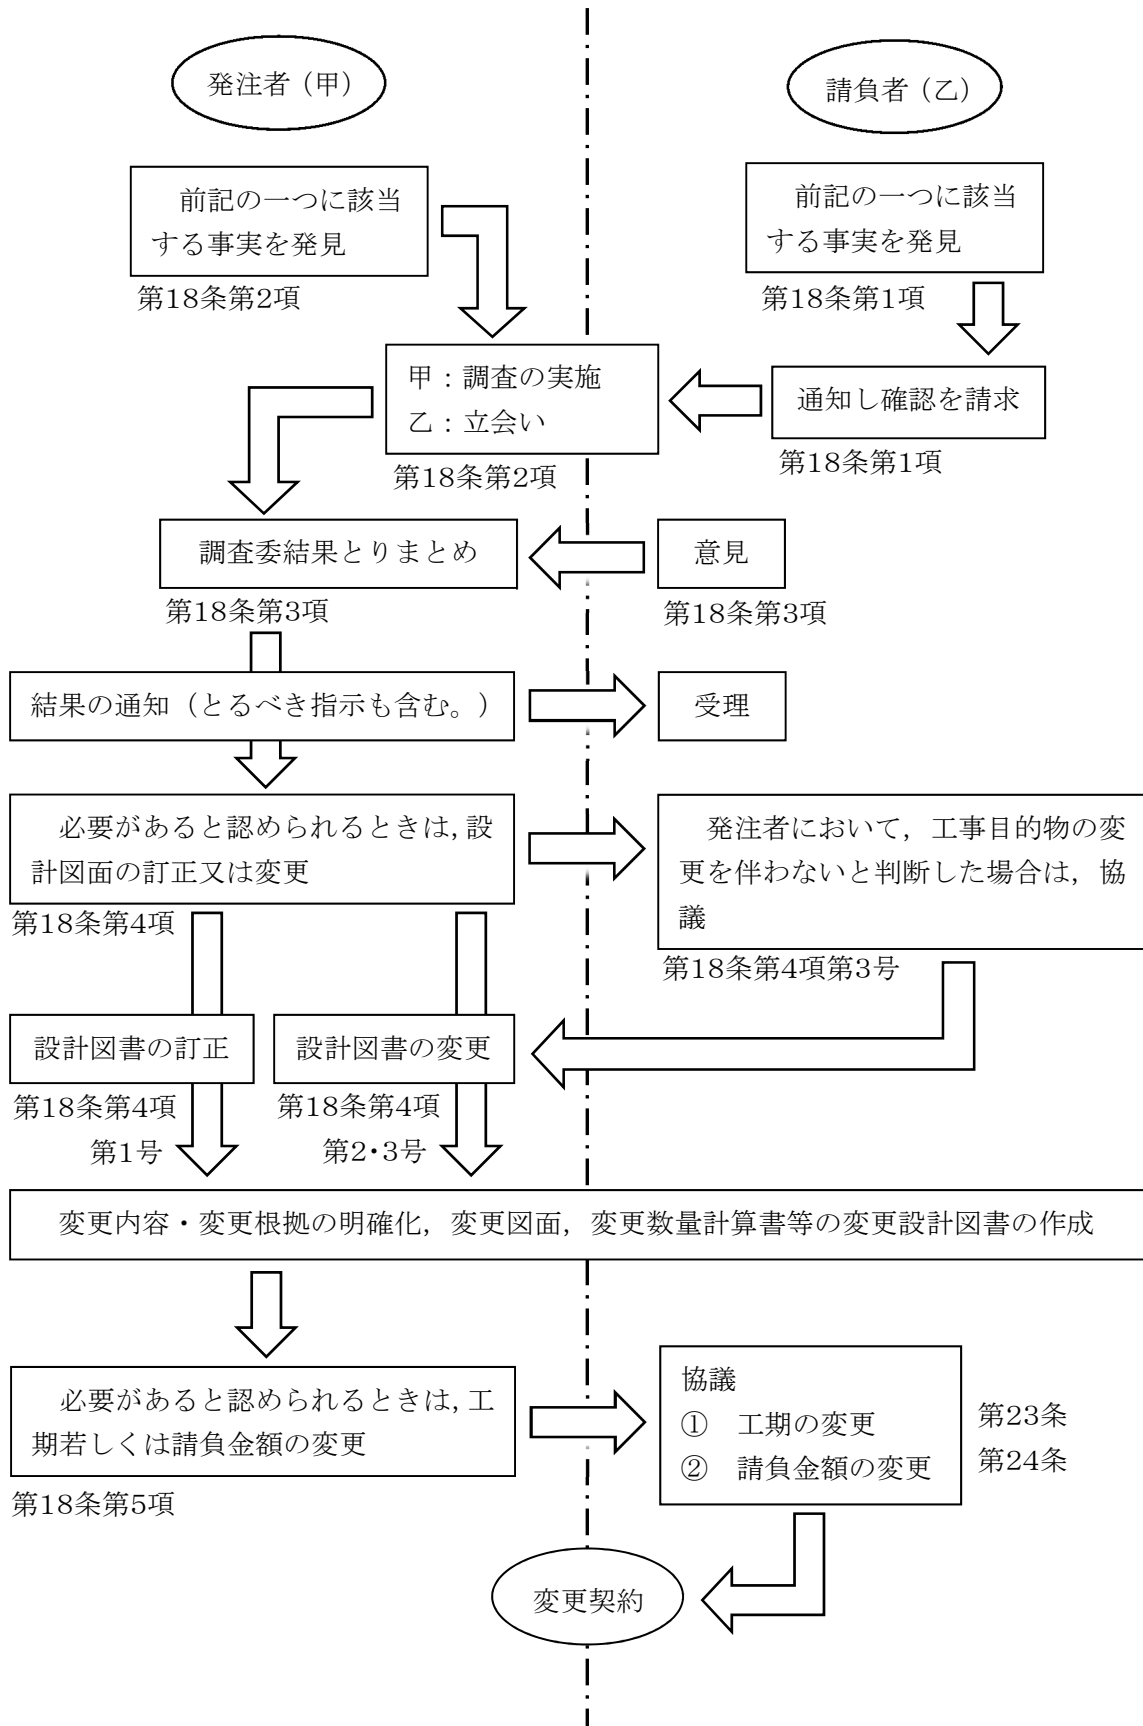 発注者（甲）
請負者（乙）
前記の一つに該当
する事実を発見
第18条第2項
前記の一つに該当
する事実を発見
第18条第1項
甲：調査の実施
乙：立会い
第18条第2項
通知し確認を請求
第18条第1項
調査委結果とりまとめ
第18条第3項
意見
第18条第3項
結果の通知（とるべき指示も含む。）
受理
必要があると認められるときは，設
計図面の訂正又は変更
第18条第4項
発注者において，工事目的物の変
更を伴わないと判断した場合は，協
議
第18条第4項第3号
設計図書の訂正
第18条第4項
第1号
設計図書の変更
第18条第4項
第2・3号
変更内容・変更根拠の明確化，変更図面，変更数量計算書等の変更設計図書の作成
必要があると認められるときは，工
期若しくは請負金額の変更
第18条第5項
協議
①　工期の変更
②　請負金額の変更
第23条
第24条
変更契約